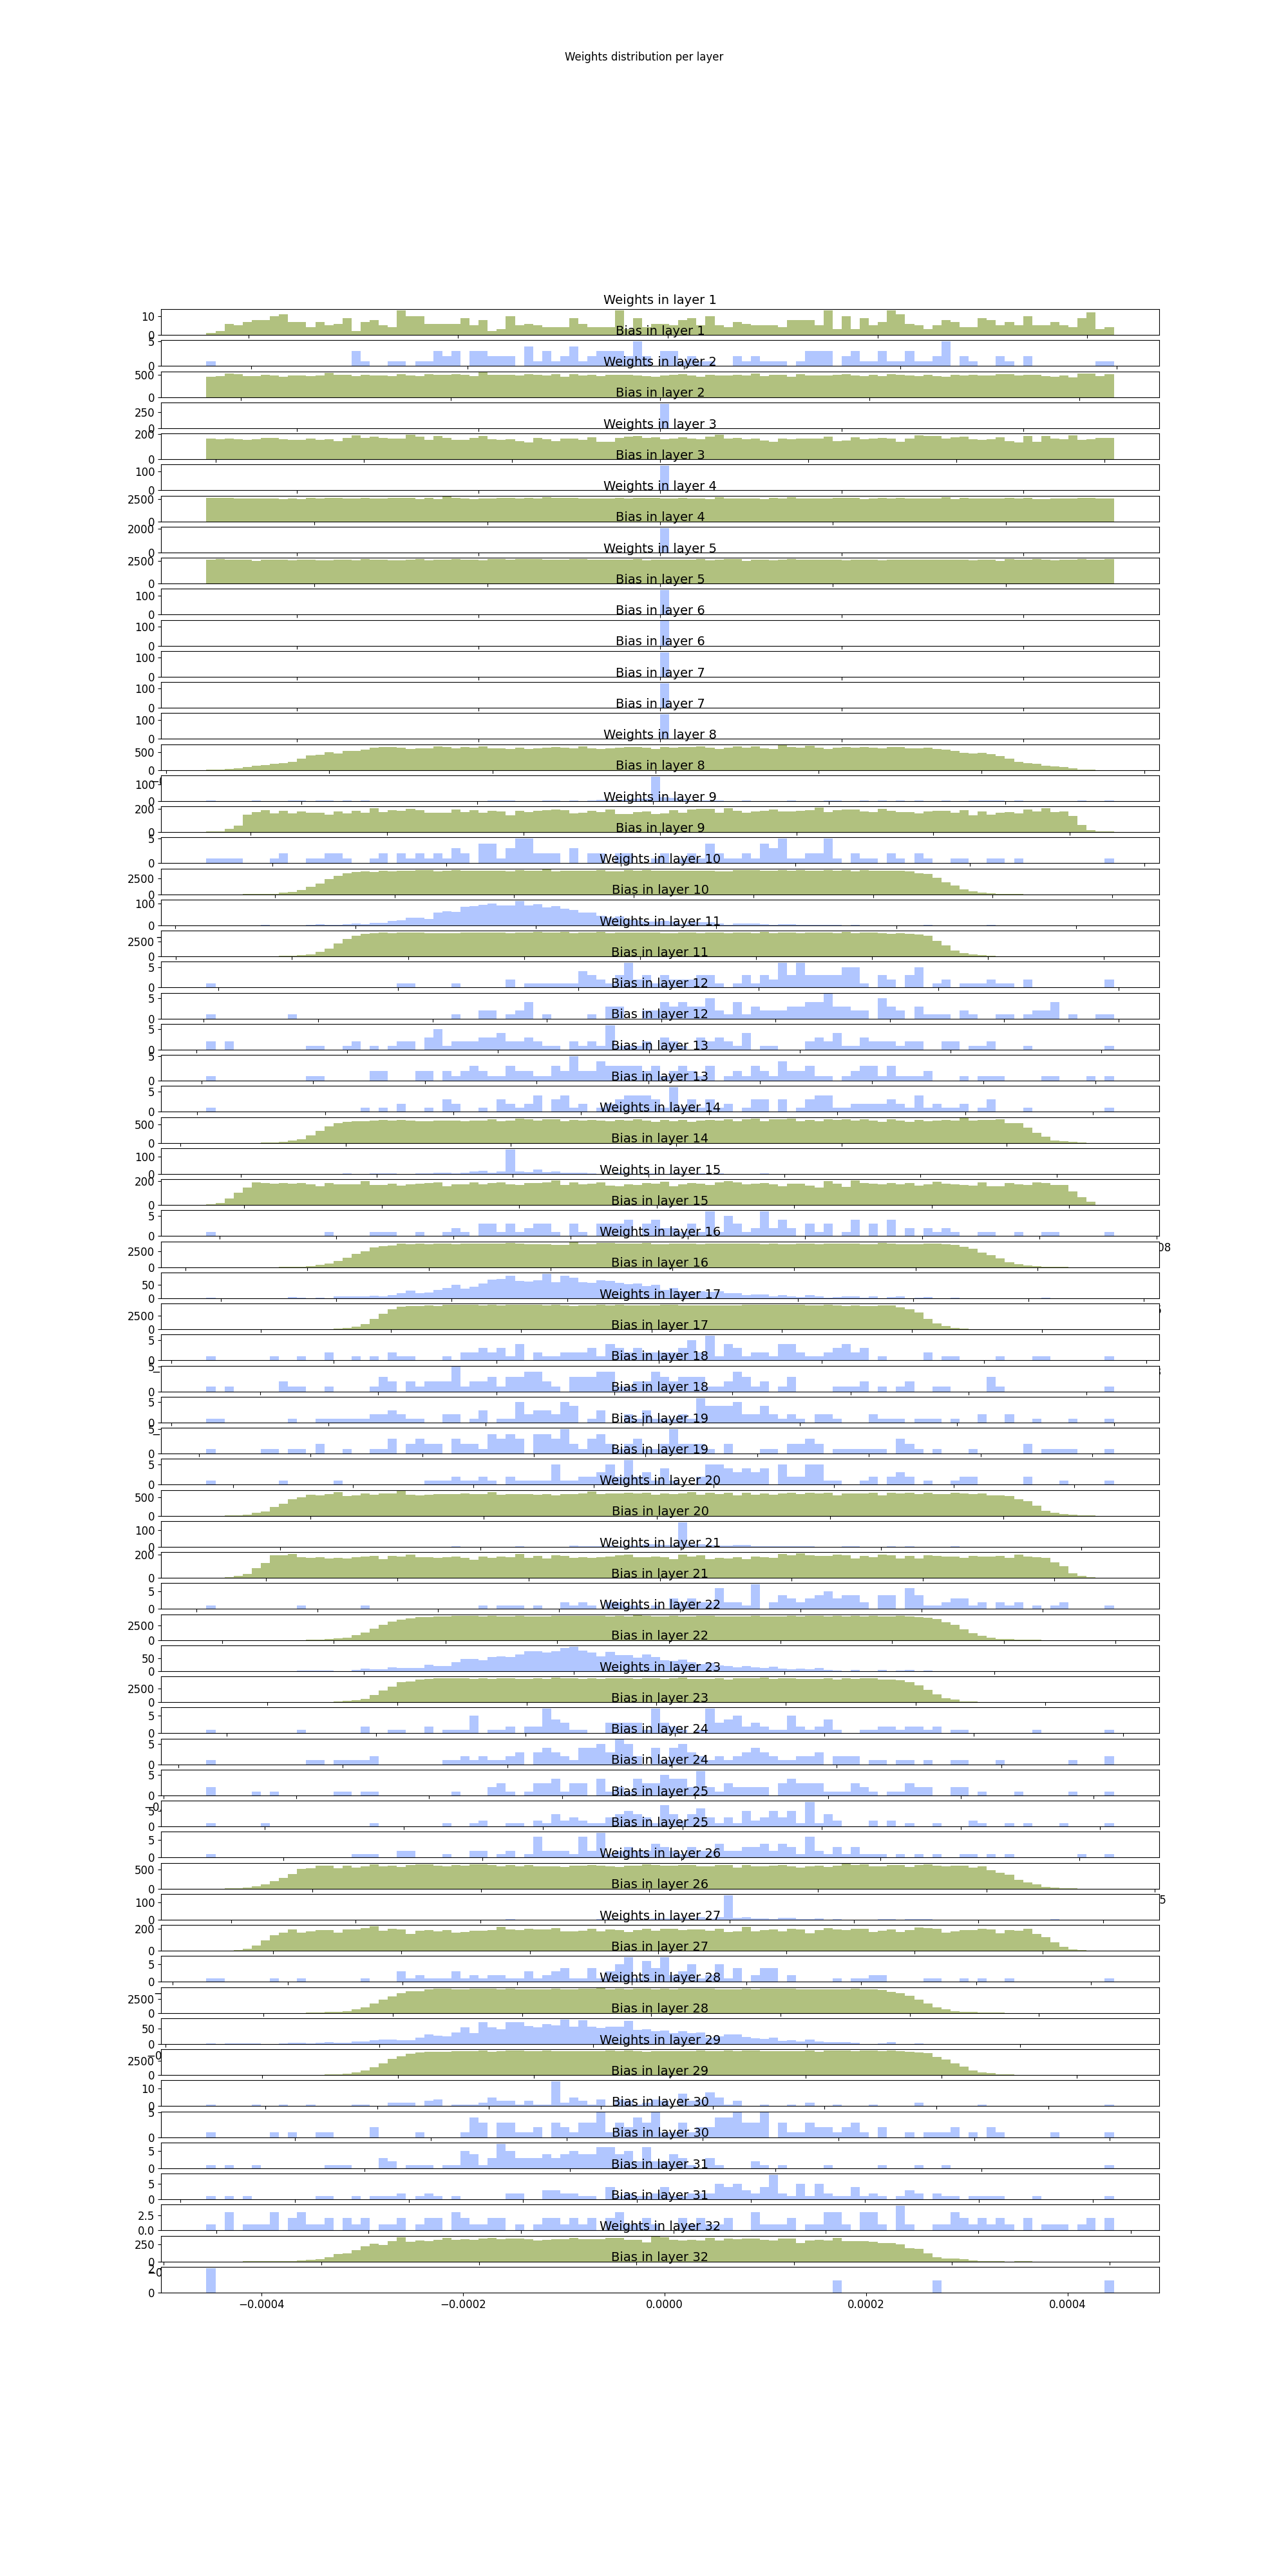 Weights distribution per layer
Weights in layer 1
10
0
Bias in layer 1
5
0
Weights in layer 2
500
0
Bias in layer 2
250
0
Weights in layer 3
200
0
Bias in layer 3
100
0
Weights in layer 4
2500
0
Bias in layer 4
2000
0
Weights in layer 5
2500
0
Bias in layer 5
100
0
Bias in layer 6
100
0
Bias in layer 6
100
0
Bias in layer 7
100
0
Bias in layer 7
100
0
Weights in layer 8
500
0
Bias in layer 8
100
0
Weights in layer 9
200
0
Bias in layer 9
5
0
Weights in layer 10
2500
0
Bias in layer 10
100
0
Weights in layer 11
2500
0
Bias in layer 11
5
0
Bias in layer 12
5
0
Bias in layer 12
5
0
Bias in layer 13
5
0
Bias in layer 13
5
0
Weights in layer 14
500
0
Bias in layer 14
100
0
Weights in layer 15
200
0
Bias in layer 15
5
0
Weights in layer 16
08
2500
0
Bias in layer 16
50
0
Weights in layer 17
2500
0
Bias in layer 17
5
0
Bias in layer 18
5
0
Bias in layer 18
5
0
Bias in layer 19
5
0
Bias in layer 19
5
0
Weights in layer 20
500
0
Bias in layer 20
100
0
Weights in layer 21
200
0
Bias in layer 21
5
0
Weights in layer 22
2500
0
Bias in layer 22
50
0
Weights in layer 23
2500
0
Bias in layer 23
5
0
Bias in layer 24
5
0
Bias in layer 24
5
0
Bias in layer 25
5
0
Bias in layer 25
5
0
Weights in layer 26
500
0
Bias in layer 26
5
100
0
Weights in layer 27
200
0
Bias in layer 27
5
0
Weights in layer 28
2500
0
Bias in layer 28
50
0
Weights in layer 29
2500
0
Bias in layer 29
10
0
Bias in layer 30
5
0
Bias in layer 30
5
0
Bias in layer 31
5
0
Bias in layer 31
2.5
0.0
Weights in layer 32
250
0
Bias in layer 32
2
0
−0.0004 −0.0002 0.0000 0.0002 0.0004